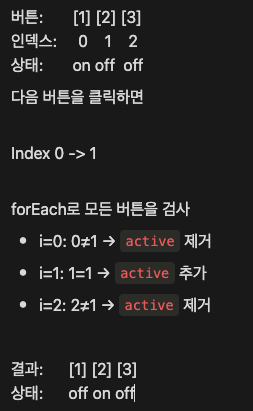 버튼: [1] [2] [3]
인덱스: 0 1 2
상태: on off off
다음 버튼을 클릭하면
Index 0 -> 1
forEach로 모든 버튼을 검사
• i=0: 0≠1 → active 제거
• i=1: 1=1 → active 추가
• i=2: 2≠1 → active 제거
결과: [1] [2] [3]
상태: off on off